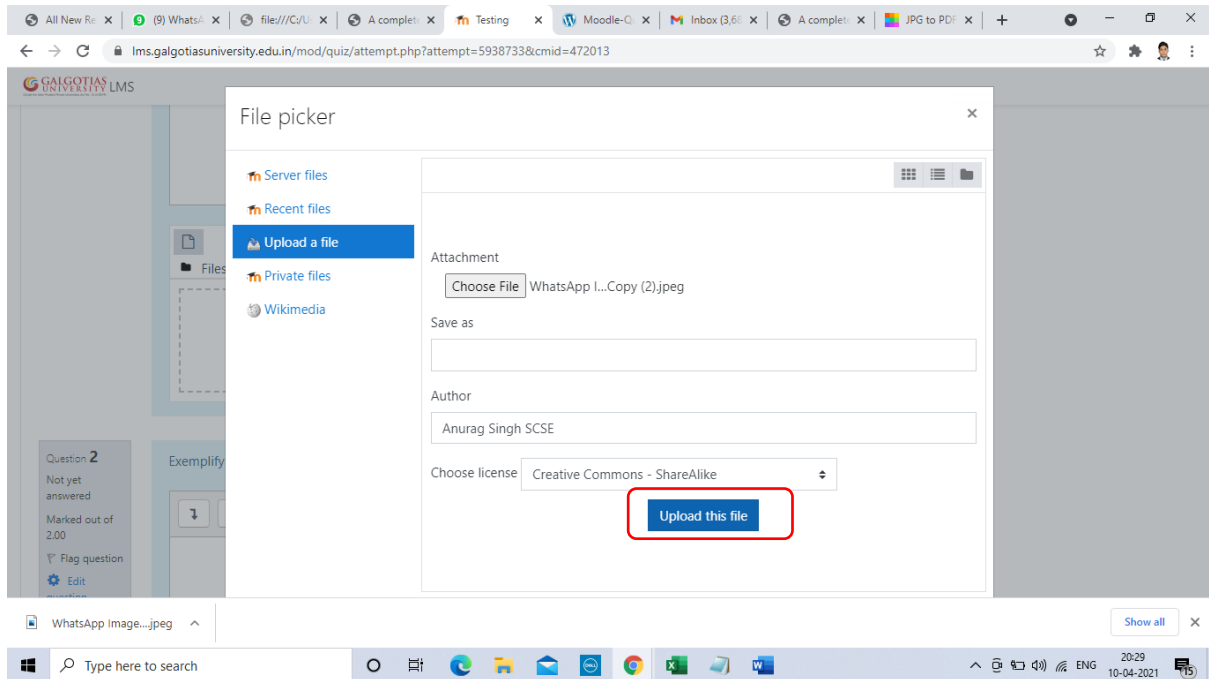 All New Re
(9) WhatsA
file:///C:/U
A complet
Testing
Moodle-Q
Inbox (3,68
A complet
JPG to PDF
lms.galgotiasuniversity.edu.in/mod/quiz/attempt.php?attempt=5938733&cmid=472013
GALGOTIAS UNIVERSITY LMS
File picker
Server files
Recent files
Upload a file
Private files
Wikimedia
Files
Attachment
Choose File WhatsApp I...Copy (2).jpeg
Save as
Author
Anurag Singh SCSE
Choose license Creative Commons - ShareAlike
Upload this file
Question 2
Not yet
answered
Marked out of
2.00
Flag question
Edit
question
Exemplify
WhatsApp Image....jpeg
Show all
Type here to search
ENG
20:29
10-04-2021
15